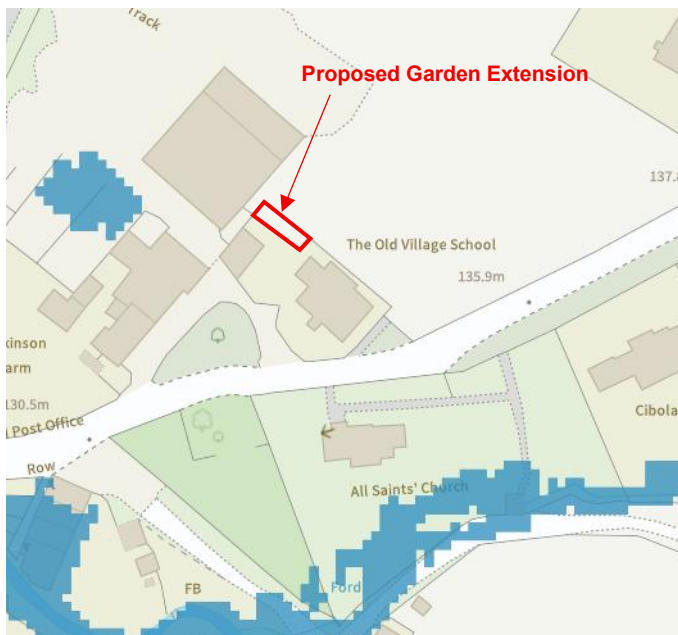 Track
Proposed Garden Extension
137.8
The Old Village School
135.9m
kinson
arm
130.5m
Post Office
Row
Cibola
All Saints' Church
Ford
FB